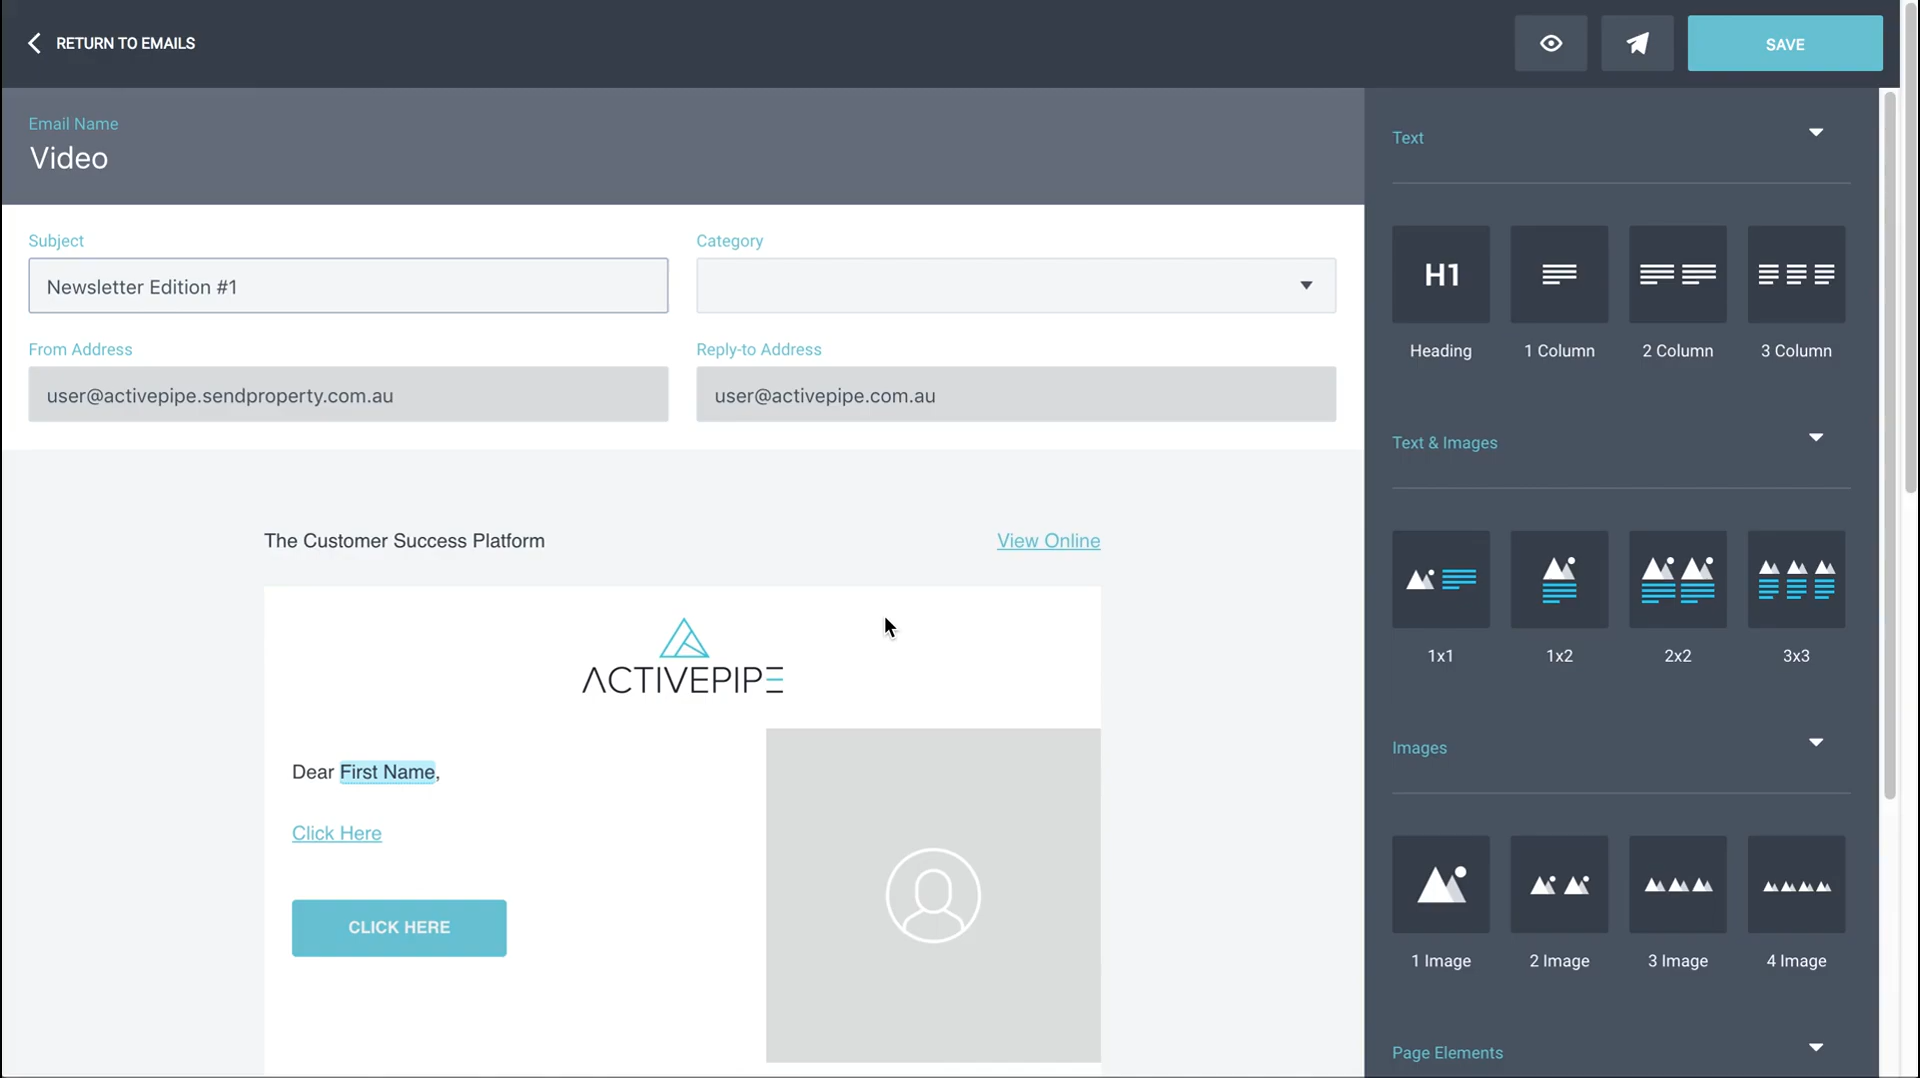 RETURN TO EMAILS
SAVE
Email Name
Video
Subject
Category
Newsletter Edition #1
From Address
Reply-to Address
user@activepipe.sendproperty.com.au
user@activepipe.com.au
The Customer Success Platform
View Online
ACTIVEPIPE
Dear First Name,
Click Here
CLICK HERE
Text
H1
Heading
1 Column
2 Column
3 Column
Text & Images
1x1
1x2
2x2
3x3
Images
1 Image
2 Image
3 Image
4 Image
Page Elements